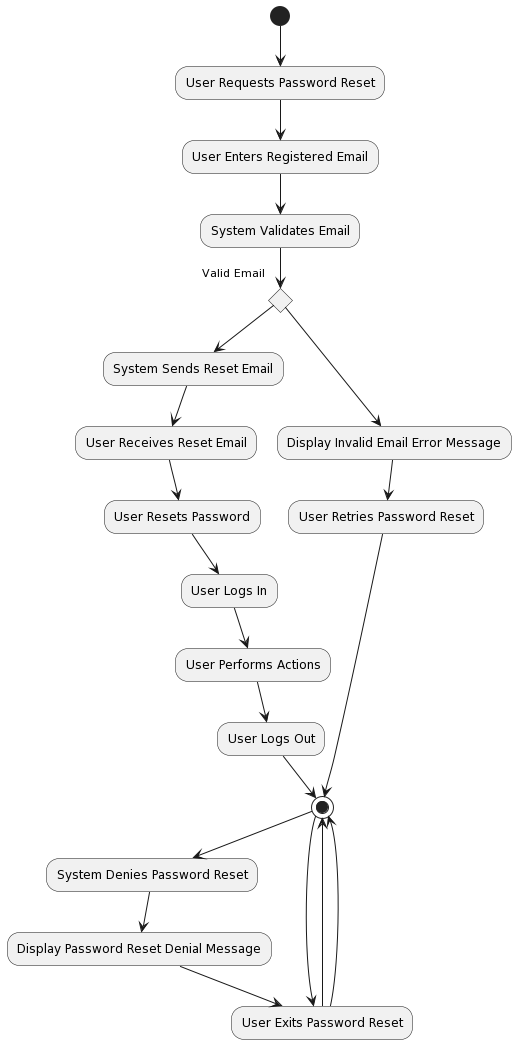 User Requests Password Reset
User Enters Registered Email
System Validates Email
Valid Email
System Sends Reset Email
User Receives Reset Email
Display Invalid Email Error Message
User Resets Password
User Retries Password Reset
User Logs In
User Performs Actions
User Logs Out
System Denies Password Reset
Display Password Reset Denial Message
User Exits Password Reset